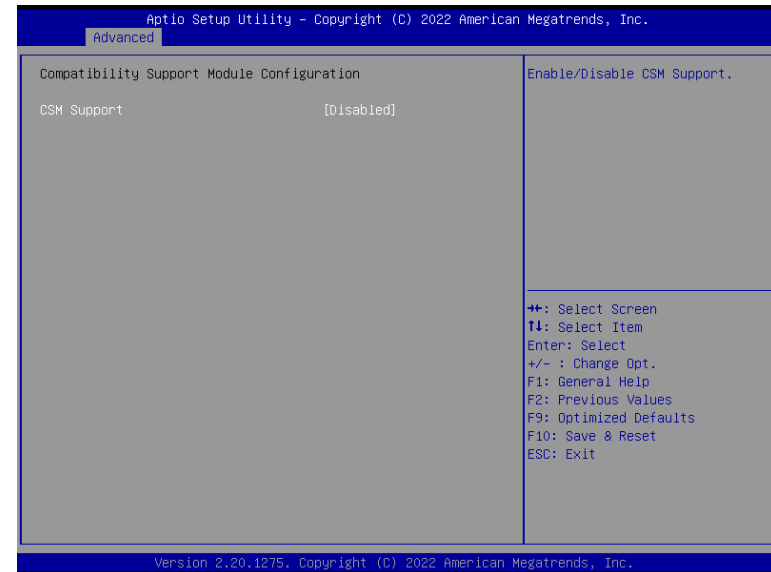 Aptio Setup Utility – Copyright (C) 2022 American Megatrends, Inc.
Advanced
Compatibility Support Module Configuration
CSM Support [Disabled]
Enable/Disable CSM Support.
→←: Select Screen
↑↓: Select Item
Enter: Select
+/- : Change Opt.
F1: General Help
F2: Previous Values
F9: Optimized Defaults
F10: Save & Reset
ESC: Exit
Version 2.20.1275. Copyright (C) 2022 American Megatrends, Inc.